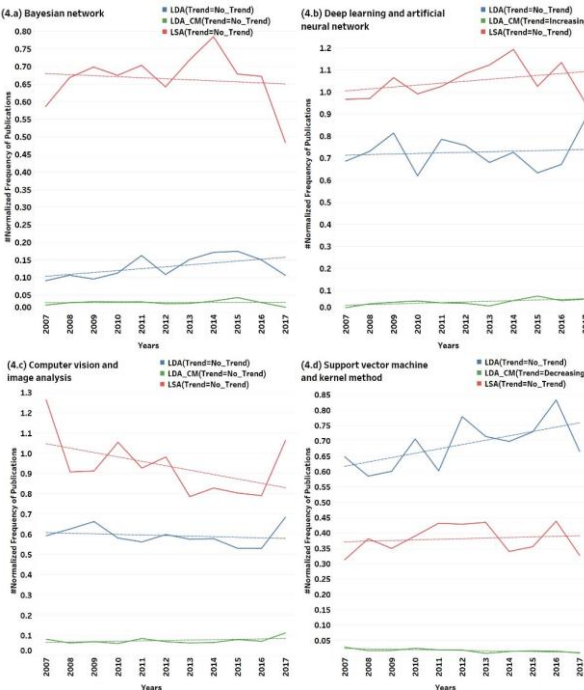 (4.a) Bayesian network
LDA(Trend=No_Trend)
LDA_CM(Trend=No_Trend)
LSA(Trend=No_Trend)
#Normalized Frequency of Publications
0.80
0.75
0.70
0.65
0.60
0.55
0.50
0.45
0.40
0.35
0.30
0.25
0.20
0.15
0.10
0.05
0.00
2007 2008 2009 2010 2011 2012 2013 2014 2015 2016 2017
Years
(4.b) Deep learning and artificial
neural network
LDA(Trend=No_Trend)
LDA_CM(Trend=Increasing
LSA(Trend=No_Trend)
#Normalized Frequency of Publications
1.2
1.1
1.0
0.9
0.8
0.7
0.6
0.5
0.4
0.3
0.2
0.1
0.0
2007 2008 2009 2010 2011 2012 2013 2014 2015 2016 2017
Years
(4.c) Computer vision and
image analysis
LDA(Trend=No_Trend)
LDA_CM(Trend=No_Trend)
LSA(Trend=No_Trend)
#Normalized Frequency of Publications
1.3
1.2
1.1
1.0
0.9
0.8
0.7
0.6
0.5
0.4
0.3
0.2
0.1
0.0
2007 2008 2009 2010 2011 2012 2013 2014 2015 2016 2017
Years
(4.d) Support vector machine
and kernel method
LDA(Trend=No_Trend)
LDA_CM(Trend=Decreasing
LSA(Trend=No_Trend)
#Normalized Frequency of Publications
0.85
0.80
0.75
0.70
0.65
0.60
0.55
0.50
0.45
0.40
0.35
0.30
0.25
0.20
0.15
0.10
0.05
2007 2008 2009 2010 2011 2012 2013 2014 2015 2016 2017
Years